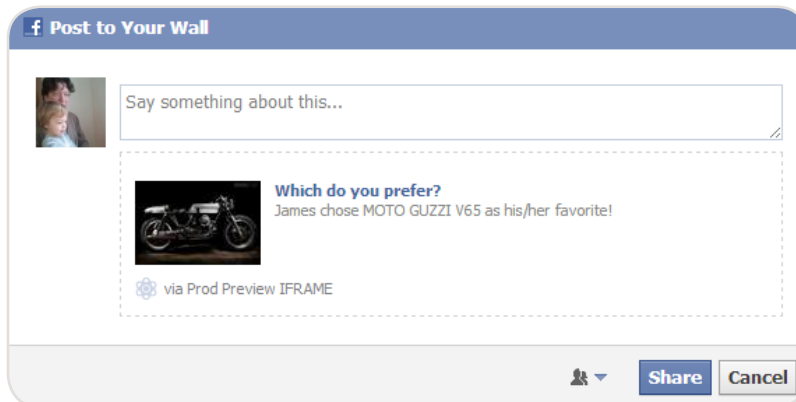 f Post to Your Wall
Say something about this...
Which do you prefer?
James chose MOTO GUZZI V65 as his/her favorite!
via Prod Preview IFRAME
Share Cancel